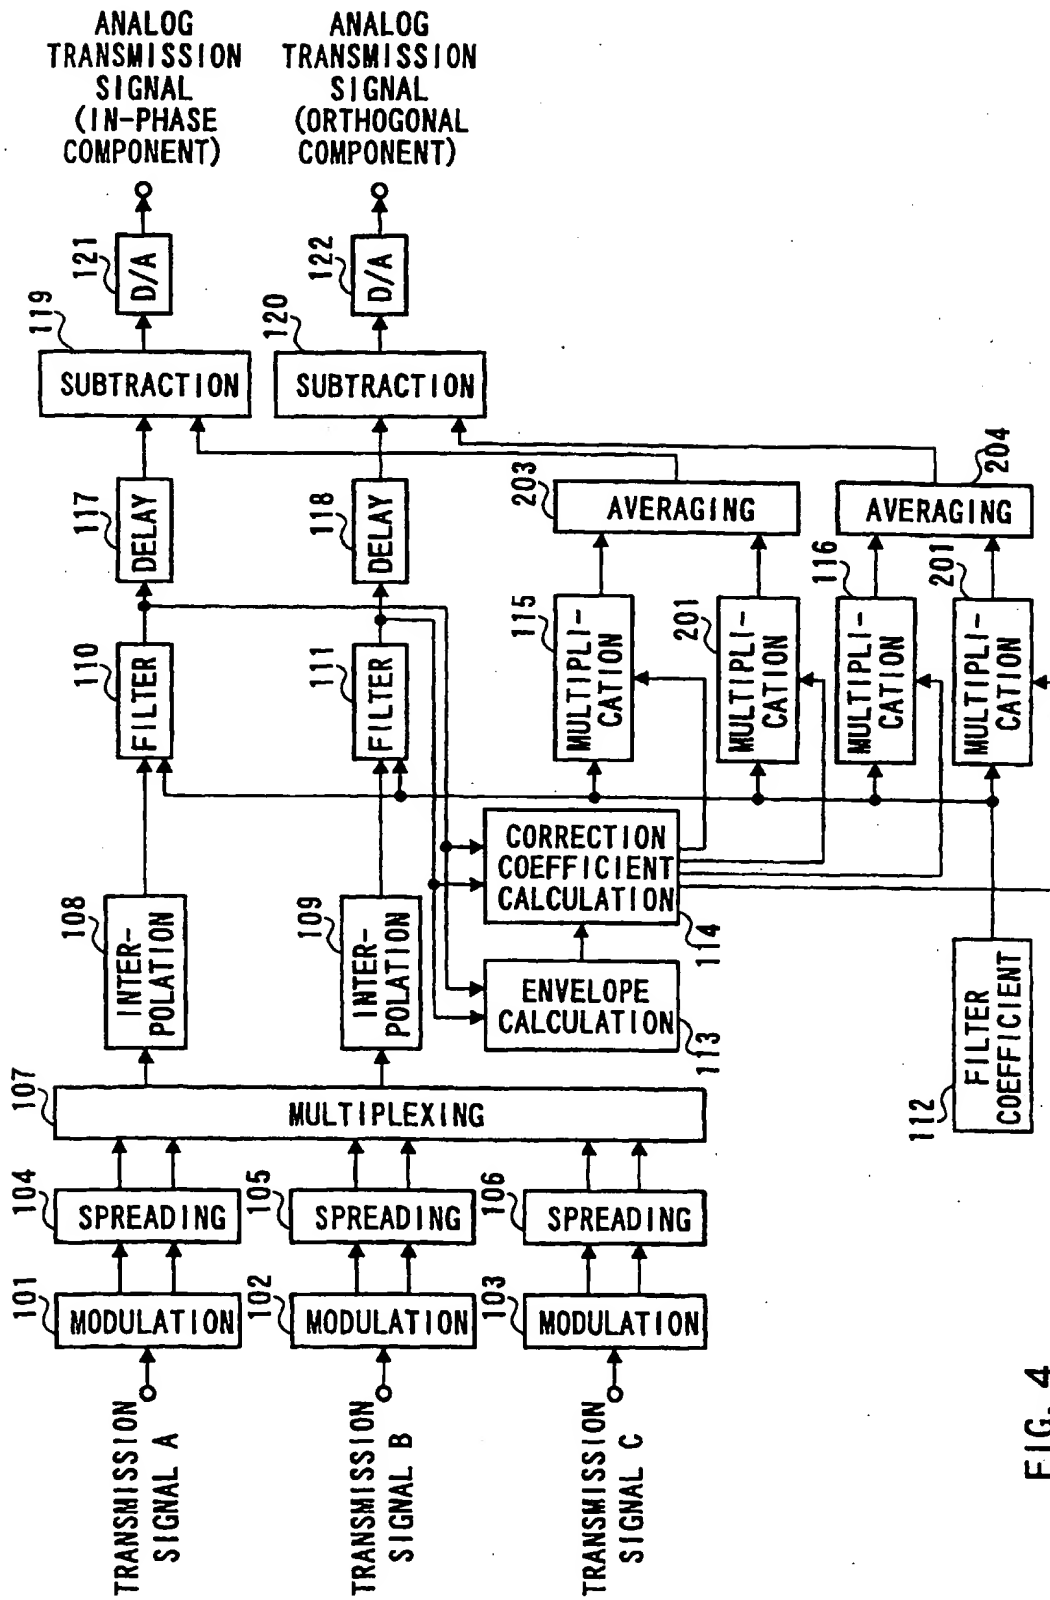 ANALOG
TRANSMISSION
SIGNAL
(IN-PHASE
COMPONENT)
ANALOG
TRANSMISSION
SIGNAL
(ORTHOGONAL
COMPONENT)
121
D/A
122
D/A
119
SUBTRACTION
120
SUBTRACTION
117
DELAY
118
DELAY
203
AVERAGING
204
AVERAGING
110
FILTER
111
FILTER
115
MULTIPLI-
CATION
201
MULTIPLI-
CATION
116
MULTIPLI-
CATION
201
MULTIPLI-
CATION
108
INTER-
POLATION
109
INTER-
POLATION
CORRECTION
COEFFICIENT
CALCULATION
114
ENVELOPE
CALCULATION
113
112
FILTER
COEFFICIENT
107
MULTIPLEXING
104
SPREADING
105
SPREADING
106
SPREADING
101
MODULATION
102
MODULATION
103
MODULATION
TRANSMISSION
SIGNAL A
TRANSMISSION
SIGNAL B
TRANSMISSION
SIGNAL C
FIG. 4